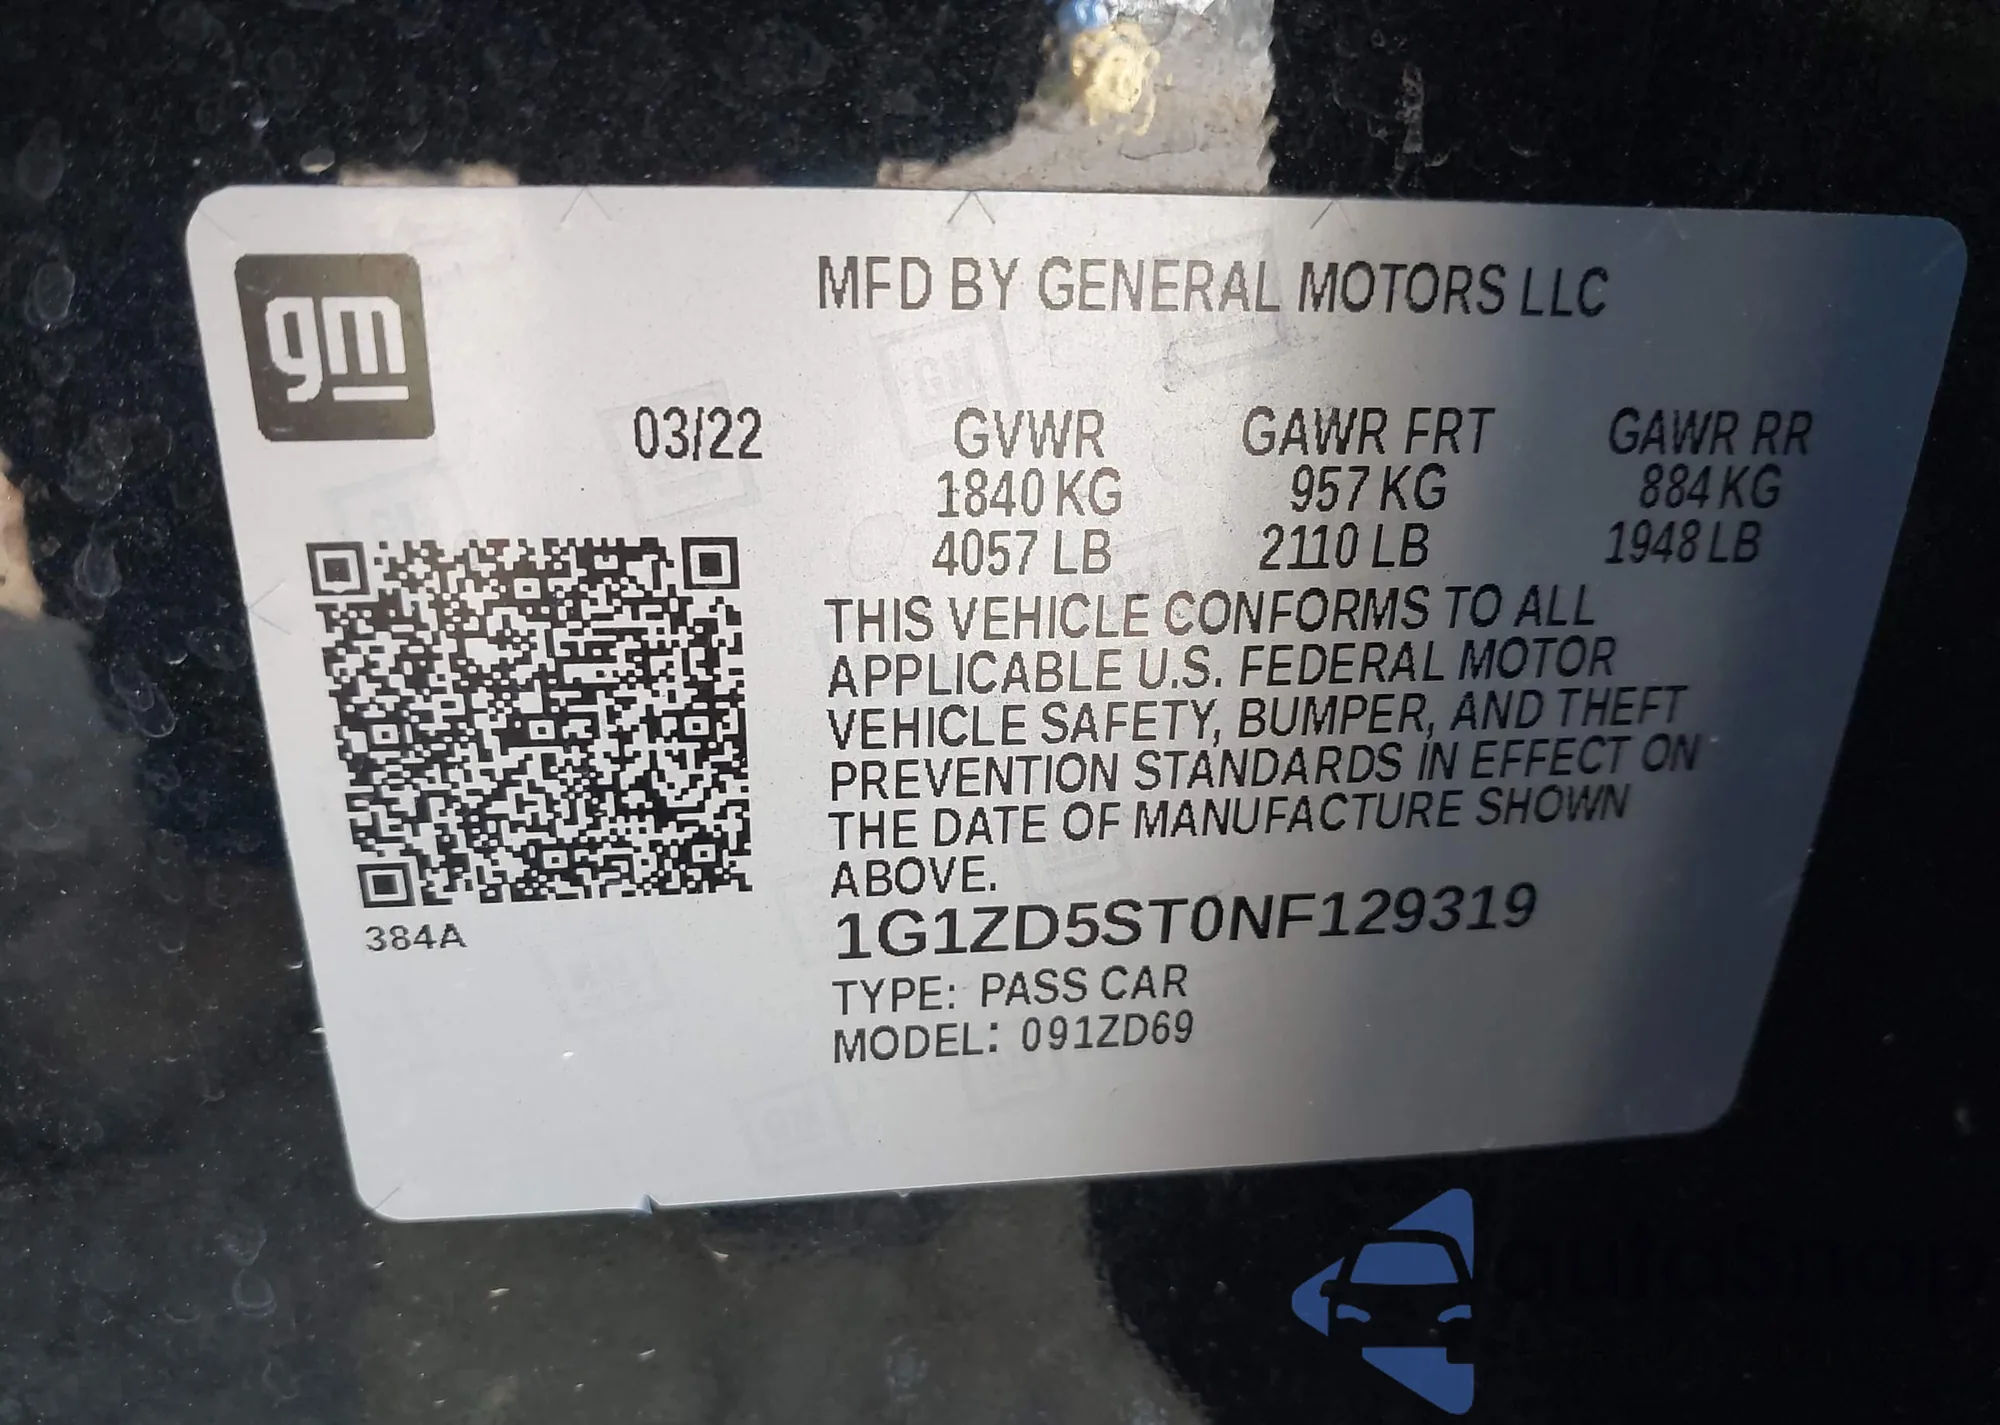 gm
MFD BY GENERAL MOTORS LLC
03/22
GVWR GAWR FRT GAWR RR
1840 KG 957 KG 884 KG
4057 LB 2110 LB 1948 LB
THIS VEHICLE CONFORMS TO ALL
APPLICABLE U.S. FEDERAL MOTOR
VEHICLE SAFETY, BUMPER, AND THEFT
PREVENTION STANDARDS IN EFFECT ON
THE DATE OF MANUFACTURE SHOWN
ABOVE.
384A
1G1ZD5ST0NF129319
TYPE: PASS CAR
MODEL: 091ZD69